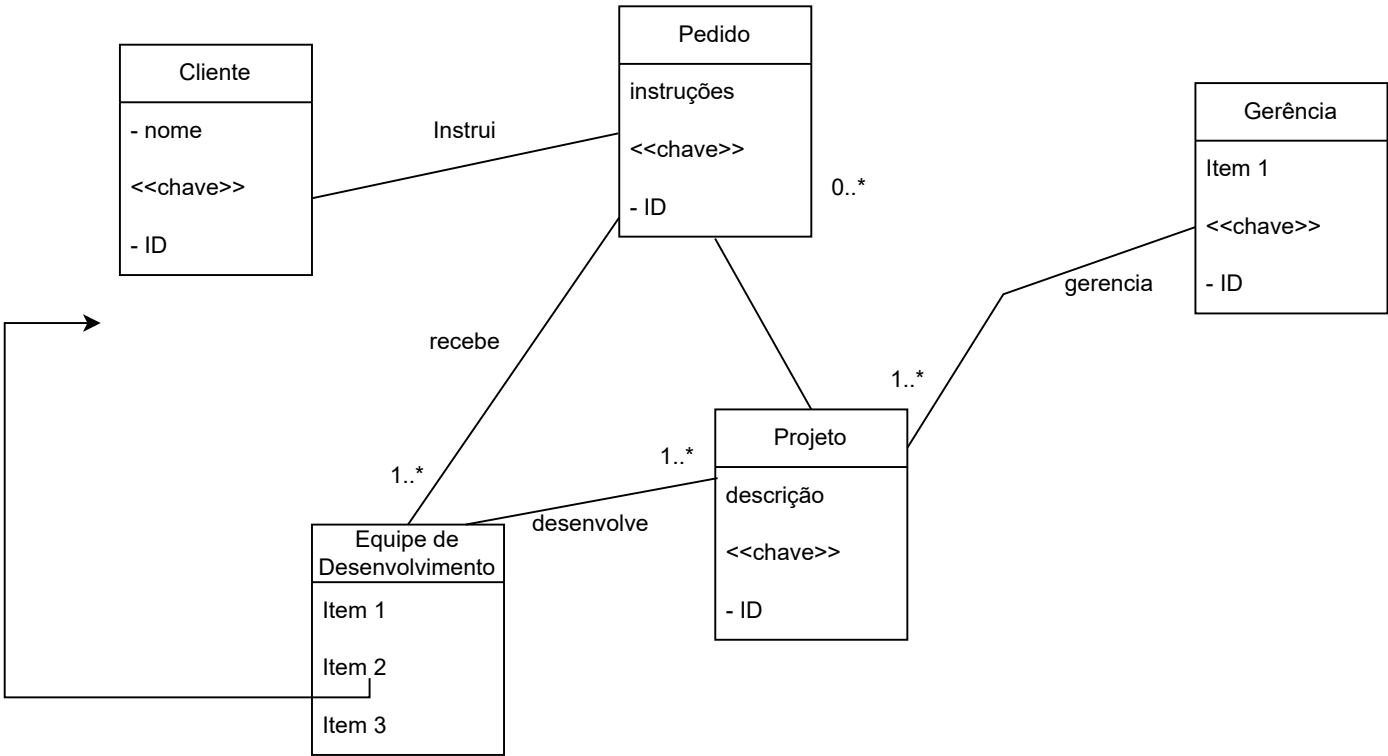 Pedido
instruções
<<chave>>
- ID
Cliente
- nome
<<chave>>
- ID
Instrui
Gerência
Item 1
<<chave>>
- ID
0..*
gerencia
recebe
1..*
Projeto
descrição
<<chave>>
- ID
1..*
1..*
desenvolve
Equipe de
Desenvolvimento
Item 1
Item 2
Item 3